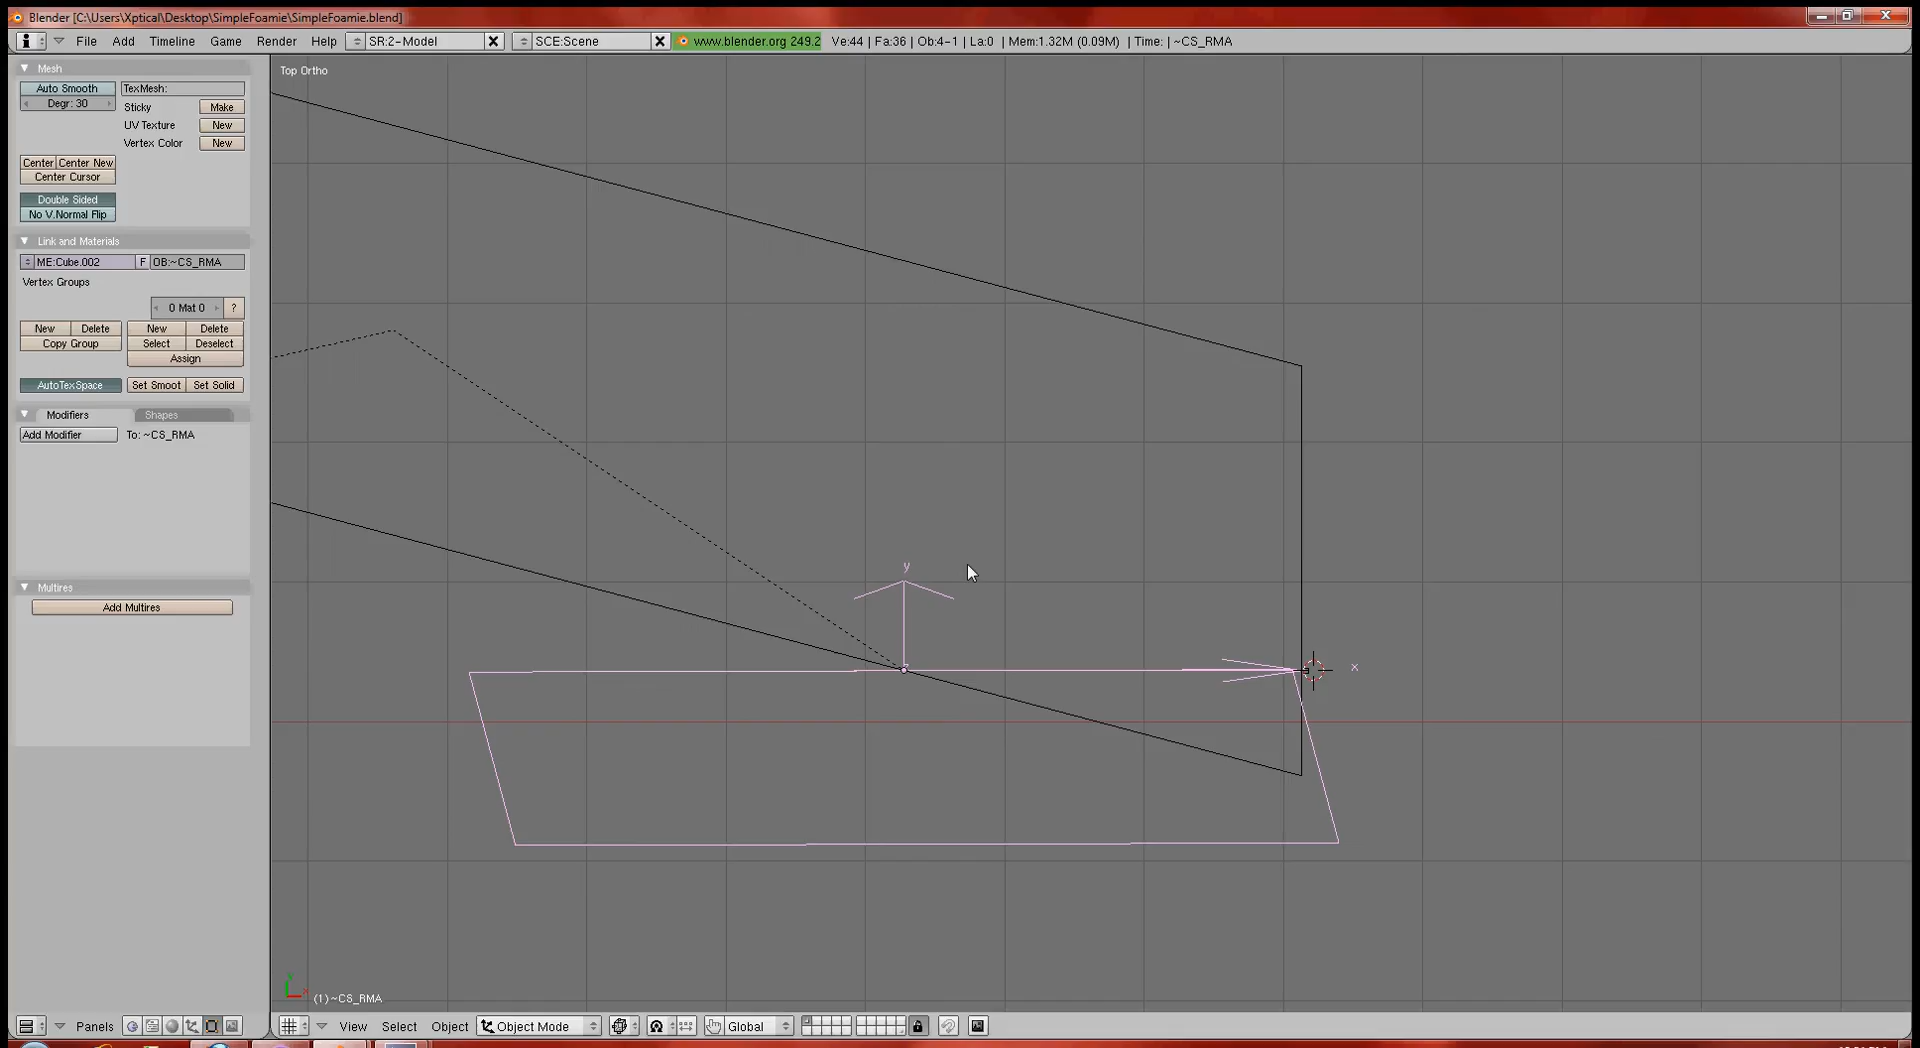 Blender [C:\Users\Xptical\Desktop\SimpleFoamie\SimpleFoamie.blend]
File Add Timeline Game Render Help SR:2-Model SCE:Scene www.blender.org 249.2 Ve:44 | Fa:36 | Ob:4-1 | La:0 | Mem:1.32M (0.09M) | Time: | ~CS_RMA
Mesh
Auto Smooth TexMesh:
Degr: 30
Sticky Make
UV Texture New
Vertex Color New
Center Center New
Center Cursor
Double Sided
No V.Normal Flip
Link and Materials
ME:Cube.002 F OB:~CS_RMA
Vertex Groups
0 Mat 0 ?
New Delete New Delete
Copy Group Select Deselect
Assign
AutoTexSpace Set Smoot Set Solid
Modifiers Shapes
Add Modifier To: ~CS_RMA
Multires
Add Multires
Top Ortho
y
x
(1) ~CS_RMA
Panels
View Select Object Object Mode Global